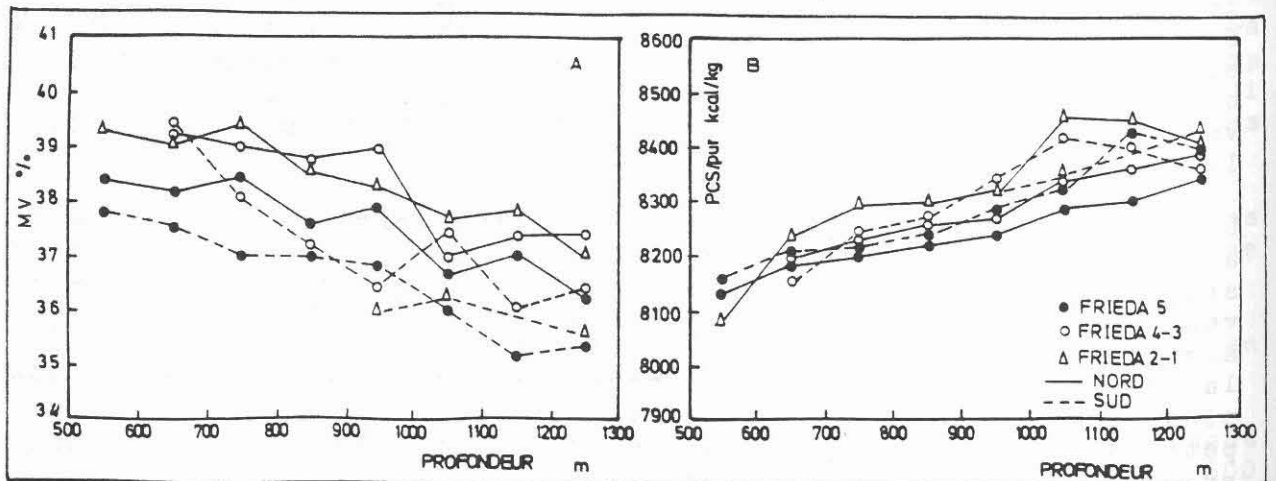 A
MV %
41
40
39
38
37
36
35
34
500 600 700 800 900 1000 1100 1200 1300
PROFONDEUR m
B
PCS/pur kcal/kg
8600
8500
8400
8300
8200
8100
8000
7900
500 600 700 800 900 1000 1100 1200 1300
PROFONDEUR m
FRIEDA 5
FRIEDA 4-3
FRIEDA 2-1
NORD
SUD